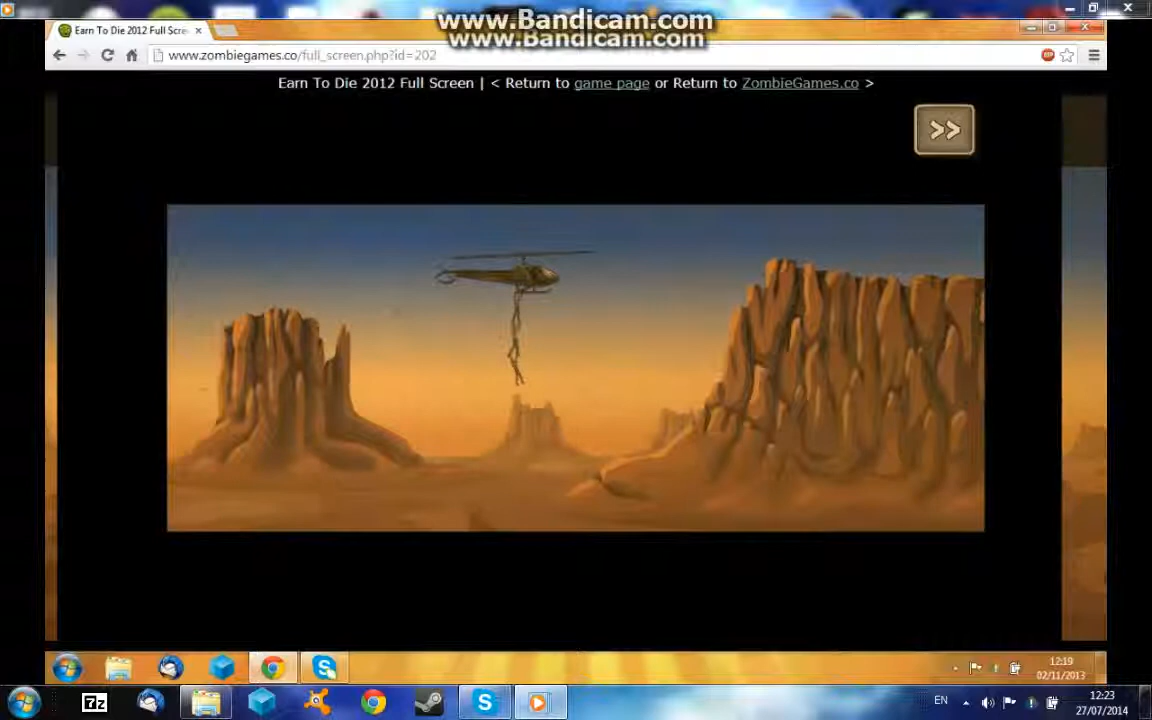 www.Bandicam.com
www.Bandicam.com
Earn To Die 2012 Full Scre
www.zombiegames.co/full_screen.php?id=202
ABP
Earn To Die 2012 Full Screen | < Return to game page or Return to ZombieGames.co >
>>
12:19
02/11/2013
7z
EN
12:23
27/07/2014